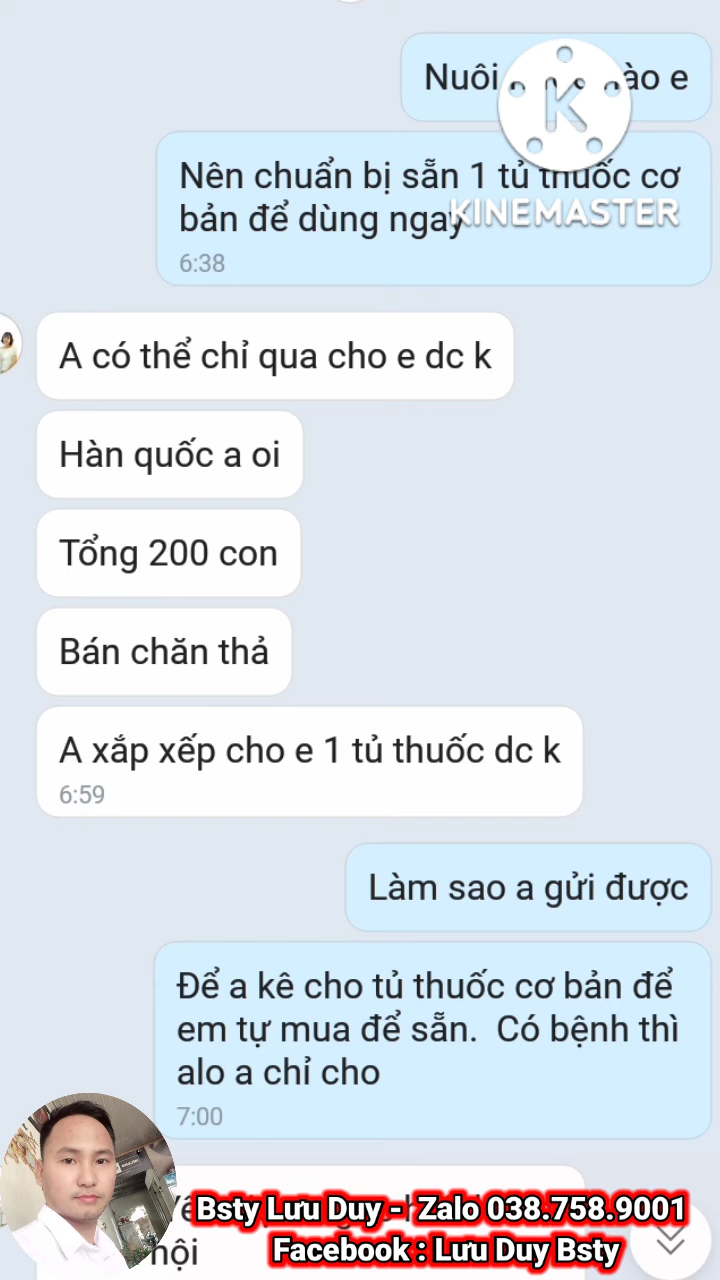 Nuôi ào e
Nên chuẩn bị sẵn 1 tủ thuốc cơ
bản để dùng ngay
KINEMASTER
6:38
A có thể chỉ qua cho e dc k
Hàn quốc a oi
Tổng 200 con
Bán chăn thả
A xắp xếp cho e 1 tủ thuốc dc k
6:59
Làm sao a gửi được
Để a kê cho tủ thuốc cơ bản để
em tự mua để sẵn. Có bệnh thì
alo a chỉ cho
7:00
Bsty Lưu Duy - Zalo 038.758.9001
nội
Facebook : Lưu Duy Bsty